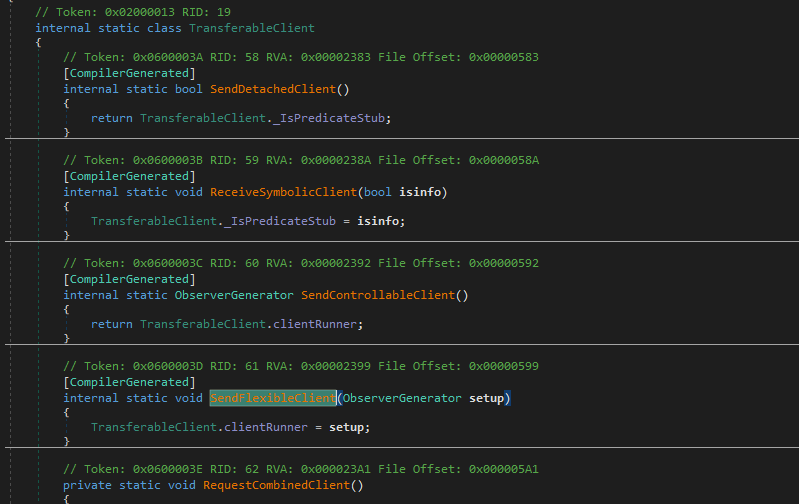 // Token: 0x02000013 RID: 19
internal static class TransferableClient
{
// Token: 0x0600003A RID: 58 RVA: 0x00002383 File Offset: 0x00000583
[CompilerGenerated]
internal static bool SendDetachedClient()
{
return TransferableClient._IsPredicateStub;
}
// Token: 0x0600003B RID: 59 RVA: 0x0000238A File Offset: 0x0000058A
[CompilerGenerated]
internal static void ReceiveSymbolicClient(bool isinfo)
{
TransferableClient._IsPredicateStub = isinfo;
}
// Token: 0x0600003C RID: 60 RVA: 0x00002392 File Offset: 0x00000592
[CompilerGenerated]
internal static ObserverGenerator SendControllableClient()
{
return TransferableClient.clientRunner;
}
// Token: 0x0600003D RID: 61 RVA: 0x00002399 File Offset: 0x00000599
[CompilerGenerated]
internal static void SendFlexibleClient(ObserverGenerator setup)
{
TransferableClient.clientRunner = setup;
}
// Token: 0x0600003E RID: 62 RVA: 0x000023A1 File Offset: 0x000005A1
private static void RequestCombinedClient()
{